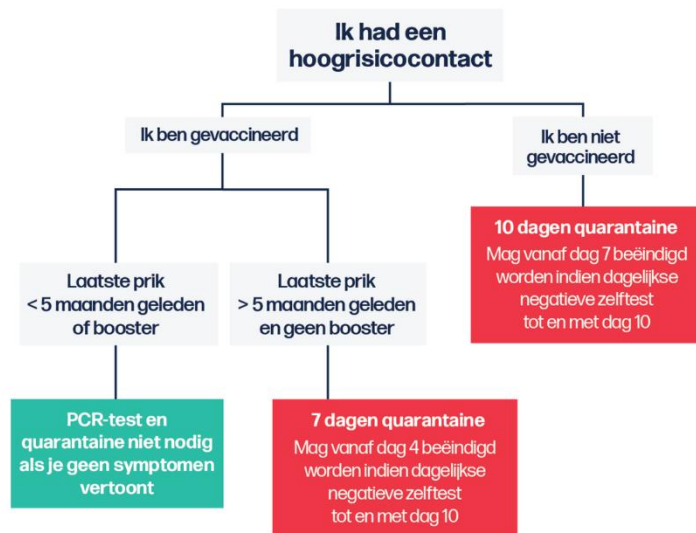 Ik had een
hoogrisicocontact
Ik ben gevaccineerd
Ik ben niet
gevaccineerd
10 dagen quarantaine
Mag vanaf dag 7 beëindigd
worden indien dagelijkse
negatieve zelftest
tot en met dag 10
Laatste prik
< 5 maanden geleden
of booster
Laatste prik
> 5 maanden geleden
en geen booster
PCR-test en
quarantaine niet nodig
als je geen symptomen
vertoont
7 dagen quarantaine
Mag vanaf dag 4 beëindigd
worden indien dagelijkse
negatieve zelftest
tot en met dag 10